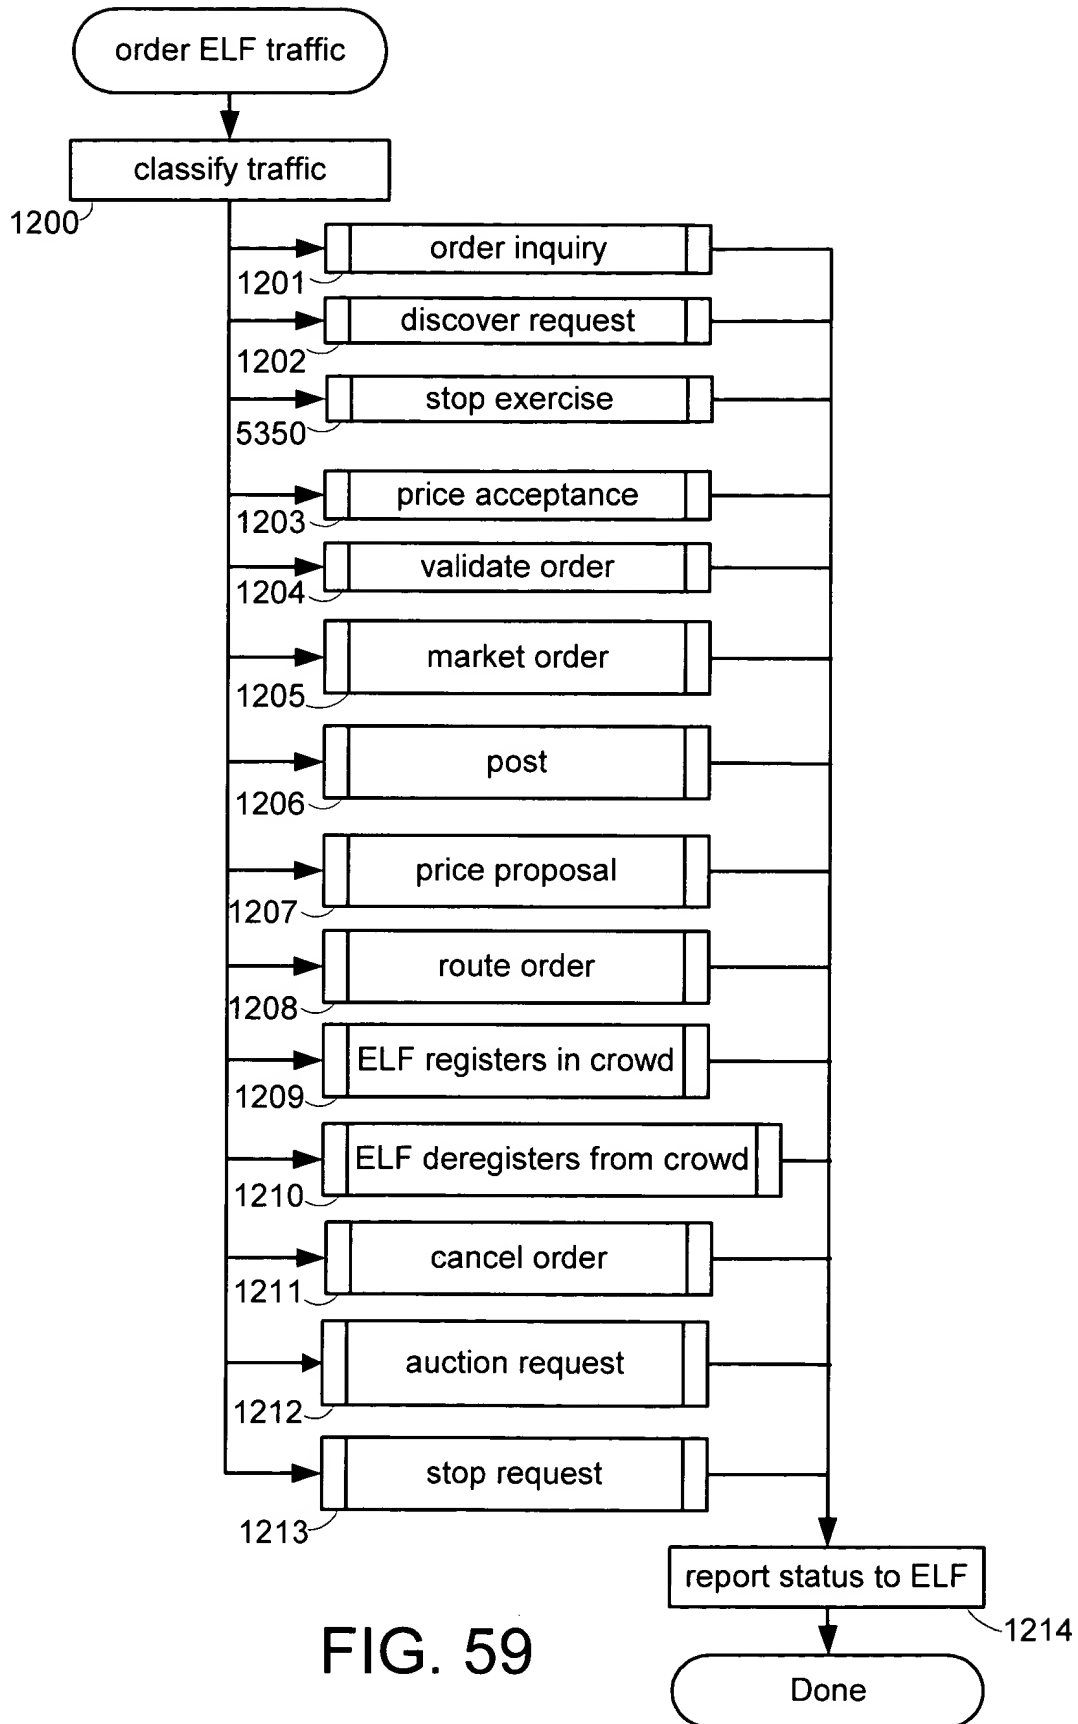 order ELF traffic
classify traffic
1200
order inquiry
1201
discover request
1202
stop exercise
5350
price acceptance
1203
validate order
1204
market order
1205
post
1206
price proposal
1207
route order
1208
ELF registers in crowd
1209
ELF deregisters from crowd
1210
cancel order
1211
auction request
1212
stop request
1213
report status to ELF
1214
FIG. 59
Done